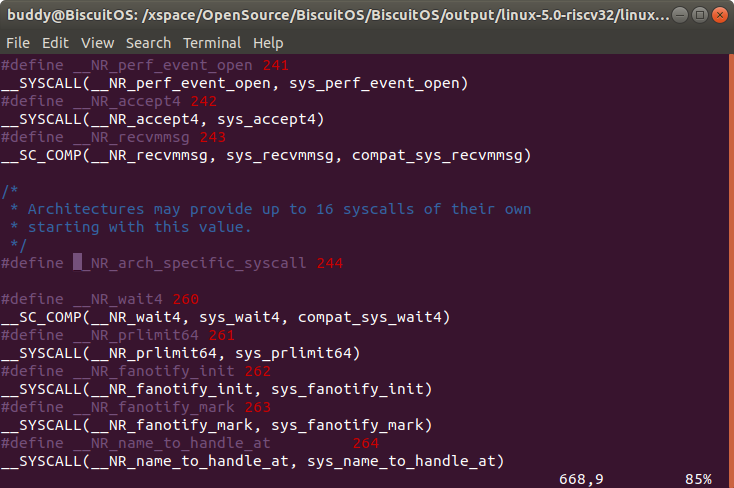 buddy@BiscuitOS: /xspace/OpenSource/BiscuitOS/BiscuitOS/output/linux-5.0-riscv32/linux...
File Edit View Search Terminal Help
#define __NR_perf_event_open 241
__SYSCALL(__NR_perf_event_open, sys_perf_event_open)
#define __NR_accept4 242
__SYSCALL(__NR_accept4, sys_accept4)
#define __NR_recvmmsg 243
__SC_COMP(__NR_recvmmsg, sys_recvmmsg, compat_sys_recvmmsg)
/*
 * Architectures may provide up to 16 syscalls of their own
 * starting with this value.
 */
#define __NR_arch_specific_syscall 244
#define __NR_wait4 260
__SC_COMP(__NR_wait4, sys_wait4, compat_sys_wait4)
#define __NR_prlimit64 261
__SYSCALL(__NR_prlimit64, sys_prlimit64)
#define __NR_fanotify_init 262
__SYSCALL(__NR_fanotify_init, sys_fanotify_init)
#define __NR_fanotify_mark 263
__SYSCALL(__NR_fanotify_mark, sys_fanotify_mark)
#define __NR_name_to_handle_at         264
__SYSCALL(__NR_name_to_handle_at, sys_name_to_handle_at)
668,9 85%